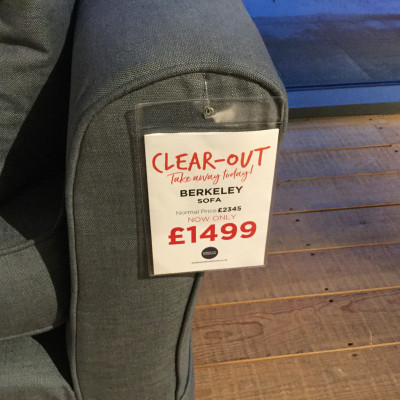 CLEAR-OUT
Take away today!
BERKELEY
SOFA
Normal Price £2345
NOW ONLY
£1499